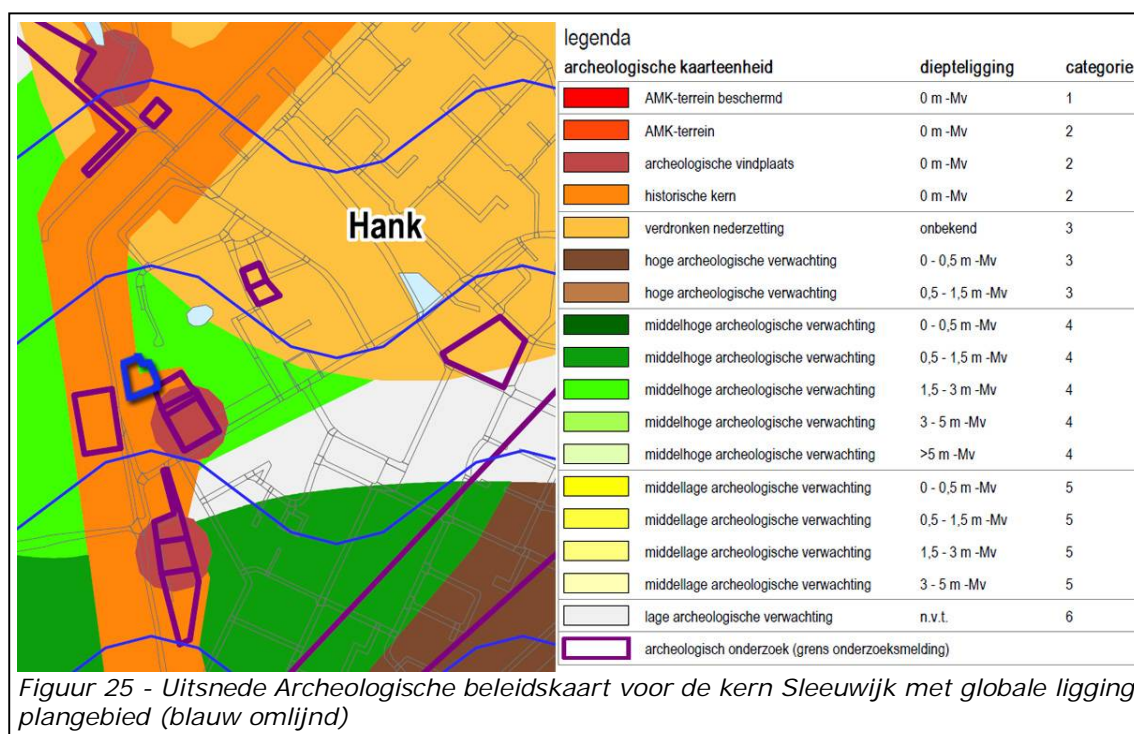 Hank
legenda
archeologische kaarteenheid diepteligging categorie
AMK-terrein beschermd 0 m -Mv 1
AMK-terrein 0 m -Mv 2
archeologische vindplaats 0 m -Mv 2
historische kern 0 m -Mv 2
verdronken nederzetting onbekend 3
hoge archeologische verwachting 0 - 0,5 m -Mv 3
hoge archeologische verwachting 0,5 - 1,5 m -Mv 3
middelhoge archeologische verwachting 0 - 0,5 m -Mv 4
middelhoge archeologische verwachting 0,5 - 1,5 m -Mv 4
middelhoge archeologische verwachting 1,5 - 3 m -Mv 4
middelhoge archeologische verwachting 3 - 5 m -Mv 4
middelhoge archeologische verwachting >5 m -Mv 4
middellage archeologische verwachting 0 - 0,5 m -Mv 5
middellage archeologische verwachting 0,5 - 1,5 m -Mv 5
middellage archeologische verwachting 1,5 - 3 m -Mv 5
middellage archeologische verwachting 3 - 5 m -Mv 5
lage archeologische verwachting n.v.t. 6
archeologisch onderzoek (grens onderzoeksmelding)
Figuur 25 - Uitsnede Archeologische beleidskaart voor de kern Sleeuwijk met globale ligging
plangebied (blauw omlijnd)